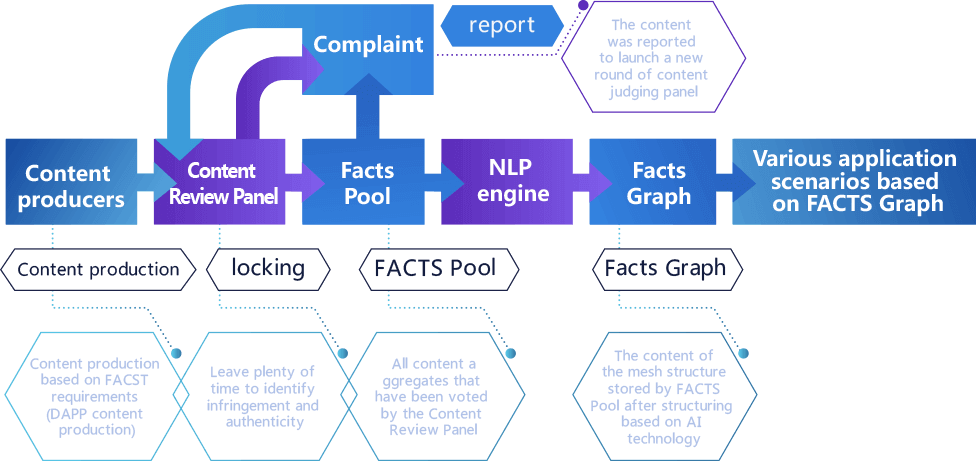 Complaint
report
The content
was reported
to launch a new
round of content
judging panel
Content
producers
Content
Review Panel
Facts
Pool
NLP
engine
Facts
Graph
Various application
scenarios based
on FACTS Graph
Content production
locking
FACTS Pool
Facts Graph
Content production
based on FACST
requirements
(DAPP content
production)
Leave plenty of
time to identify
infringement and
authenticity
All content a
ggregates that
have been voted
by the Content
Review Panel
The content of
the mesh structure
stored by FACTS
Pool after structuring
based on AI
technology